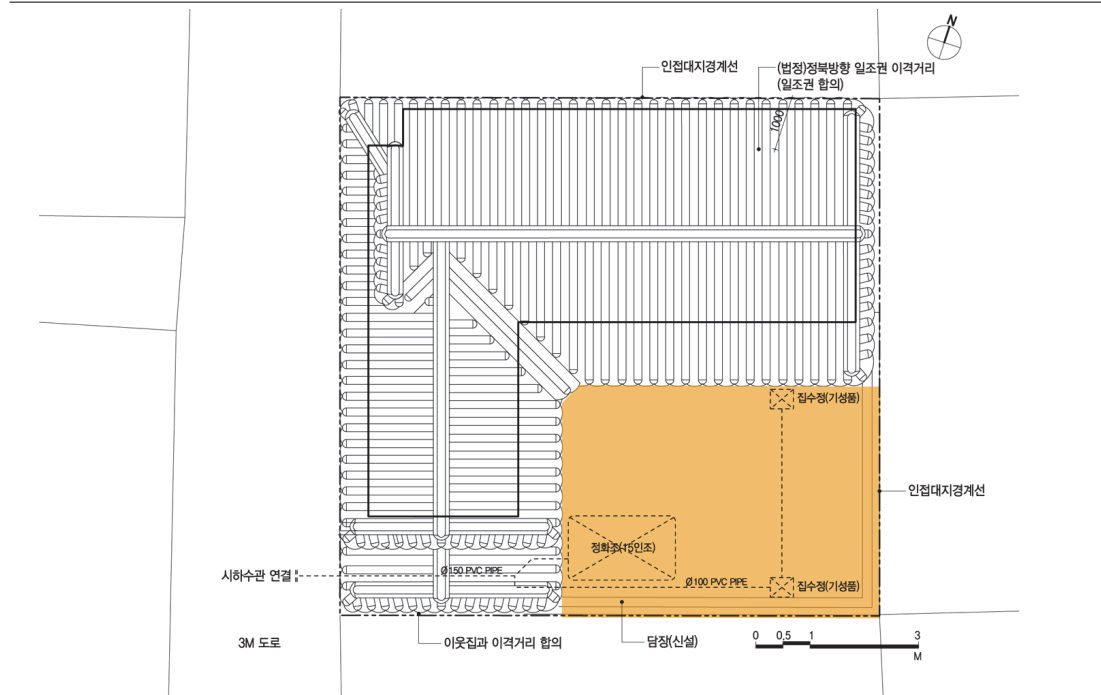 N
인접대지경계선
(법정)정북방향 일조권 이격거리
(일조권 합의)
1000
집수정(기성품)
인접대지경계선
정화조(15인조)
시하수관 연결
Ø150 PVC PIPE
Ø100 PVC PIPE
집수정(기성품)
3M 도로
이웃집과 이격거리 합의
담장(신설)
0 0.5 1 3
M